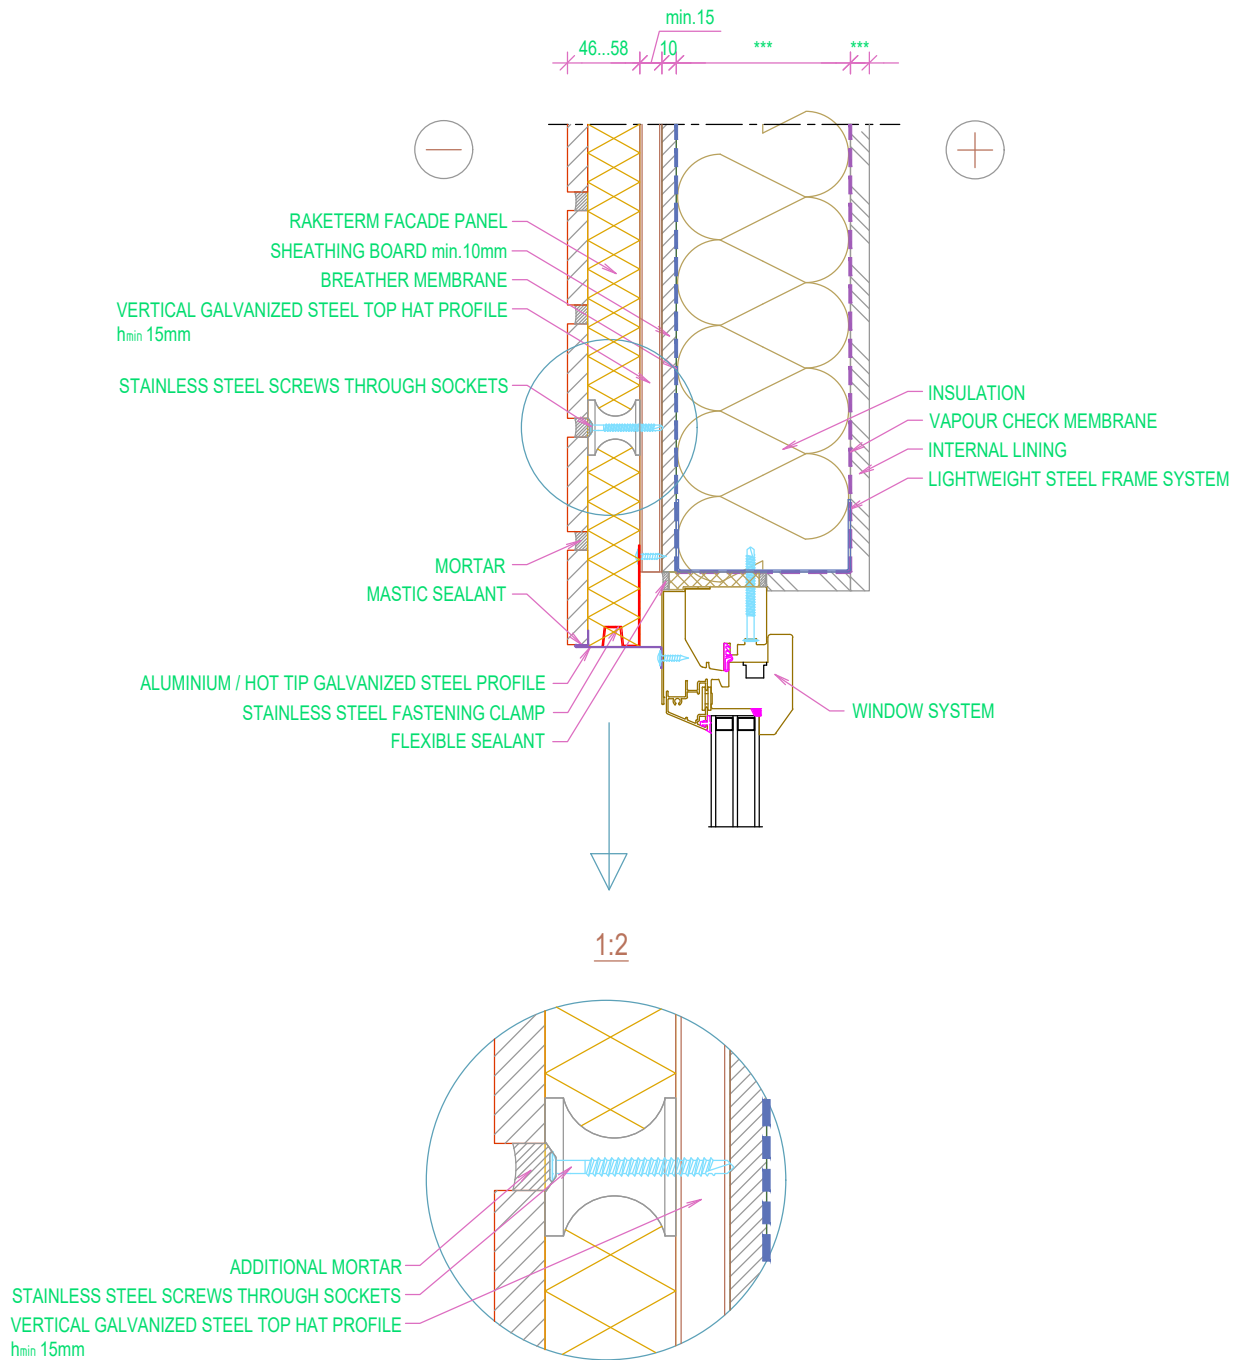 min.15
46...58
10
***
***
RAKETERM FACADE PANEL
SHEATHING BOARD min.10mm
BREATHER MEMBRANE
VERTICAL GALVANIZED STEEL TOP HAT PROFILE
hmin 15mm
STAINLESS STEEL SCREWS THROUGH SOCKETS
INSULATION
VAPOUR CHECK MEMBRANE
INTERNAL LINING
LIGHTWEIGHT STEEL FRAME SYSTEM
MORTAR
MASTIC SEALANT
ALUMINIUM / HOT TIP GALVANIZED STEEL PROFILE
STAINLESS STEEL FASTENING CLAMP
FLEXIBLE SEALANT
WINDOW SYSTEM
1:2
ADDITIONAL MORTAR
STAINLESS STEEL SCREWS THROUGH SOCKETS
VERTICAL GALVANIZED STEEL TOP HAT PROFILE
hmin 15mm